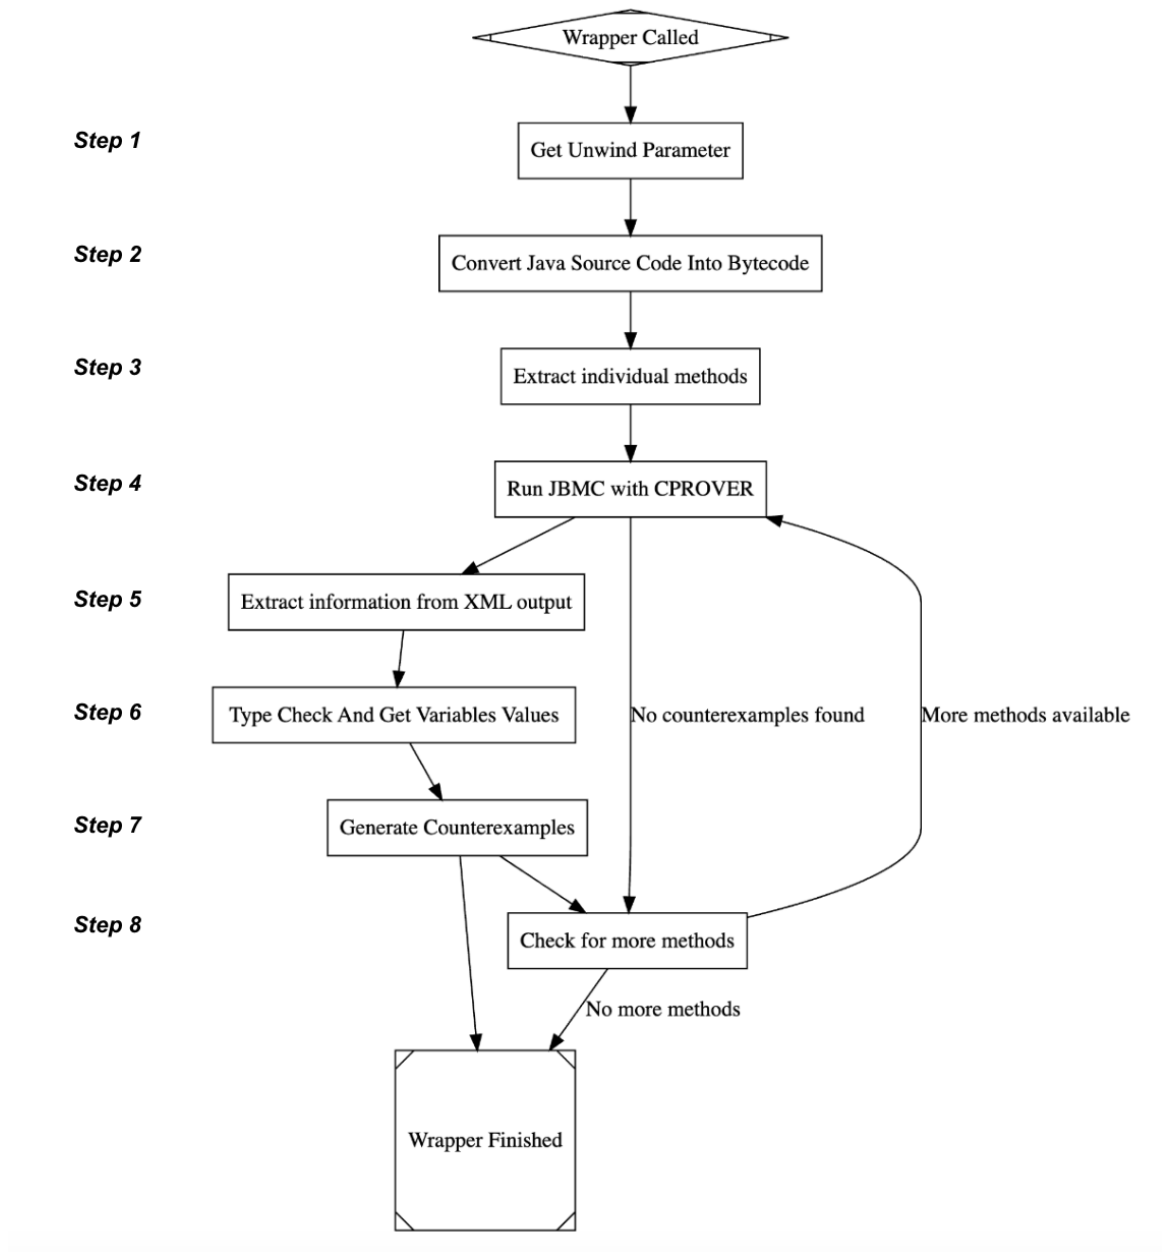 Wrapper Called
Step 1
Get Unwind Parameter
Step 2
Convert Java Source Code Into Bytecode
Step 3
Extract individual methods
Step 4
Run JBMC with CPROVER
Step 5
Extract information from XML output
Step 6
Type Check And Get Variables Values
No counterexamples found
More methods available
Step 7
Generate Counterexamples
Step 8
Check for more methods
No more methods
Wrapper Finished